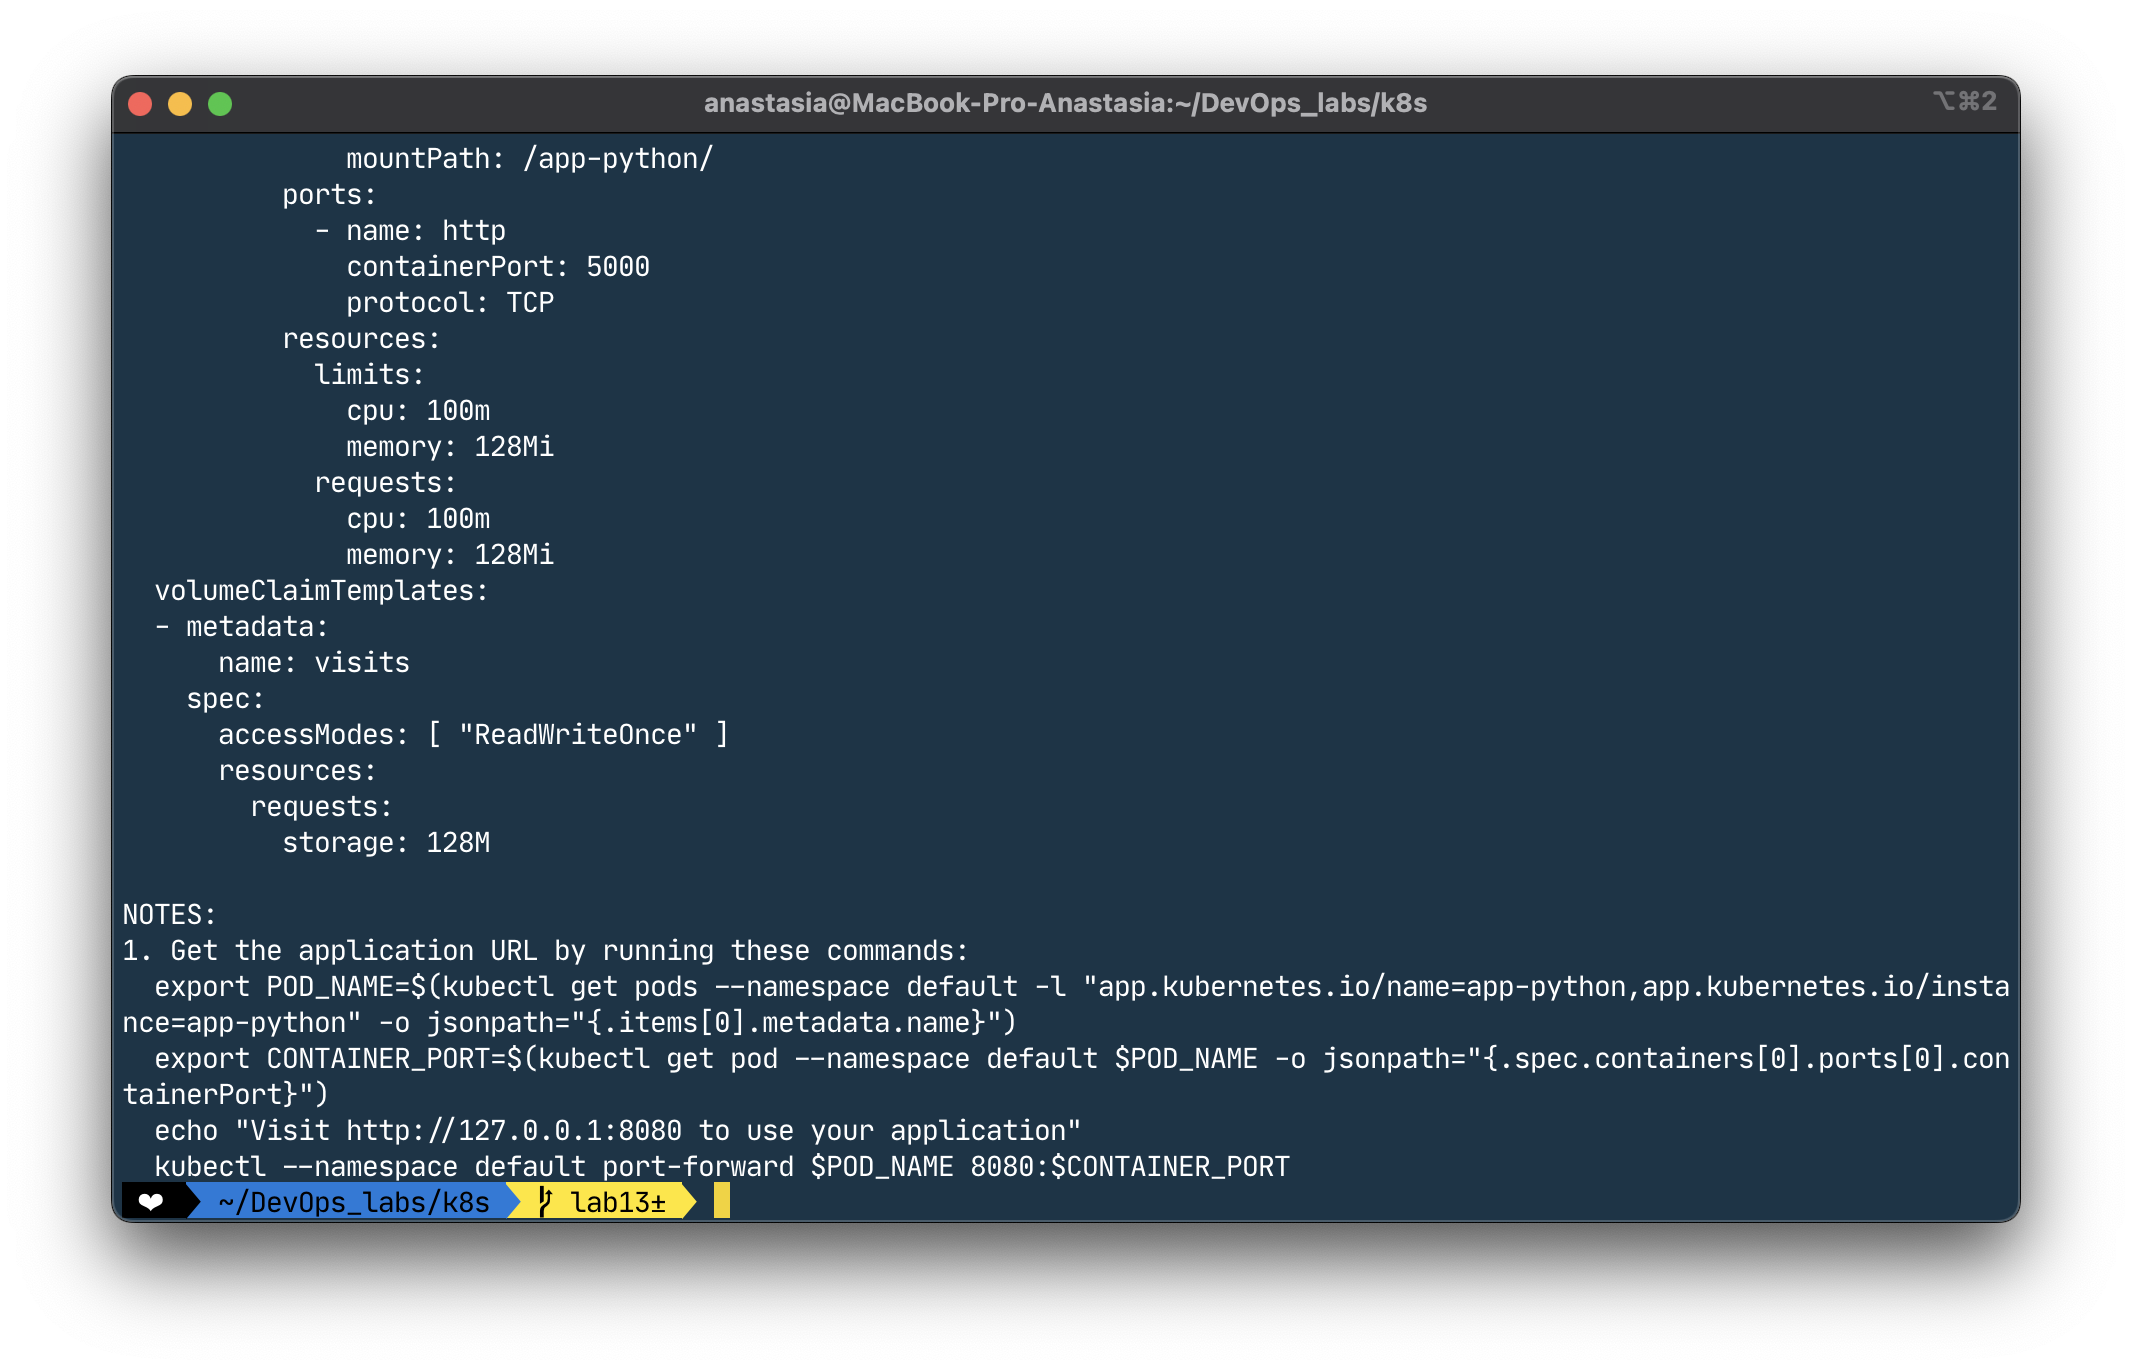 anastasia@MacBook-Pro-Anastasia:~/DevOps_labs/k8s
⌥⌘2
              mountPath: /app-python/
          ports:
            - name: http
              containerPort: 5000
              protocol: TCP
          resources:
            limits:
              cpu: 100m
              memory: 128Mi
            requests:
              cpu: 100m
              memory: 128Mi
  volumeClaimTemplates:
  - metadata:
      name: visits
    spec:
      accessModes: [ "ReadWriteOnce" ]
      resources:
        requests:
          storage: 128M

NOTES:
1. Get the application URL by running these commands:
  export POD_NAME=$(kubectl get pods --namespace default -l "app.kubernetes.io/name=app-python,app.kubernetes.io/insta
nce=app-python" -o jsonpath="{.items[0].metadata.name}")
  export CONTAINER_PORT=$(kubectl get pod --namespace default $POD_NAME -o jsonpath="{.spec.containers[0].ports[0].con
tainerPort}")
  echo "Visit http://127.0.0.1:8080 to use your application"
  kubectl --namespace default port-forward $POD_NAME 8080:$CONTAINER_PORT
❤ ~/DevOps_labs/k8s lab13±